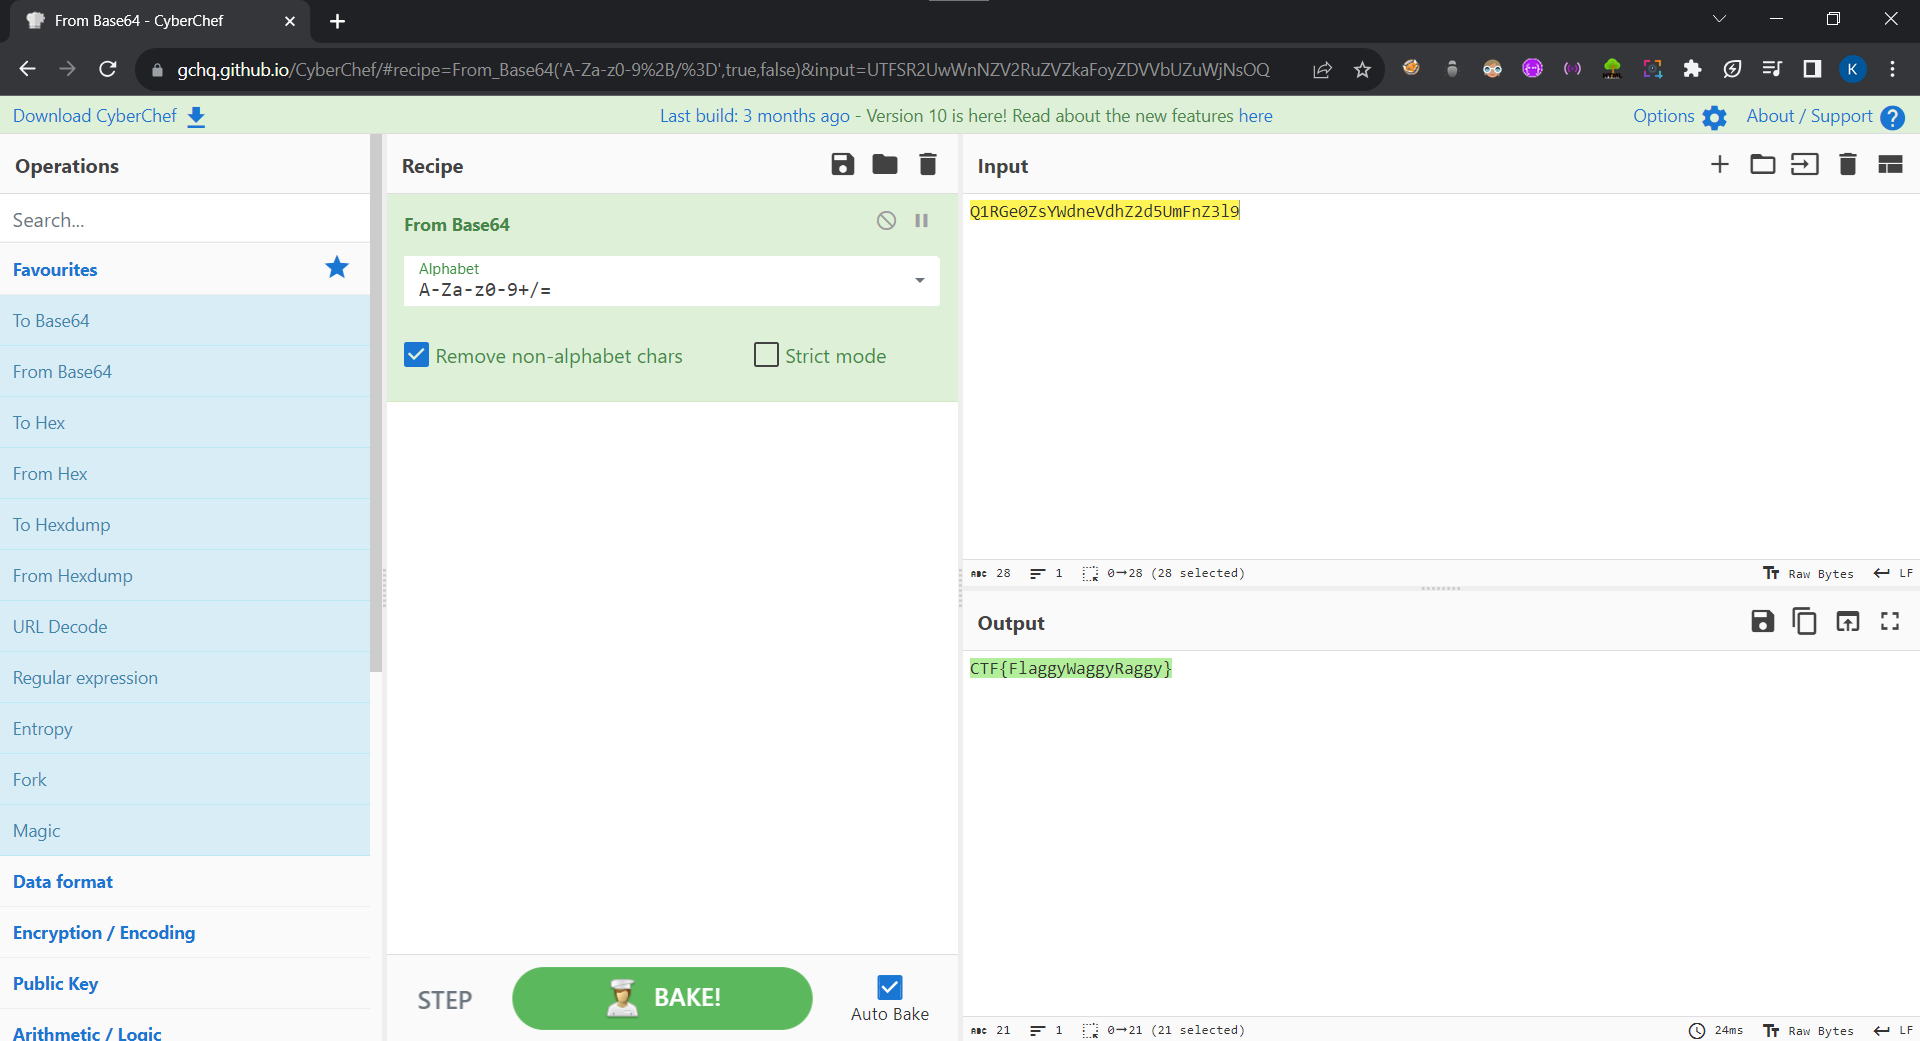 From Base64 - CyberChef
gchq.github.io/CyberChef/#recipe=From_Base64('A-Za-z0-9%2B/%3D',true,false)&input=UTFSR2UwWnNZV2RuZVZkaFoyZDVVbUZuWjNsOQ
K
Download CyberChef
Last build: 3 months ago - Version 10 is here! Read about the new features here
Options
About / Support
Operations
Search...
Favourites
To Base64
From Base64
To Hex
From Hex
To Hexdump
From Hexdump
URL Decode
Regular expression
Entropy
Fork
Magic
Data format
Encryption / Encoding
Public Key
Arithmetic / Logic
Recipe
From Base64
Alphabet
A-Za-z0-9+/=
Remove non-alphabet chars
Strict mode
STEP
BAKE!
Auto Bake
Input
Q1RGe0ZsYWdneVdhZ2d5UmFnZ3l9
ABC 28 1 0→28 (28 selected)
Tт Raw Bytes LF
Output
CTF{FlaggyWaggyRaggy}
ABC 21 1 0→21 (21 selected)
24ms Tт Raw Bytes LF